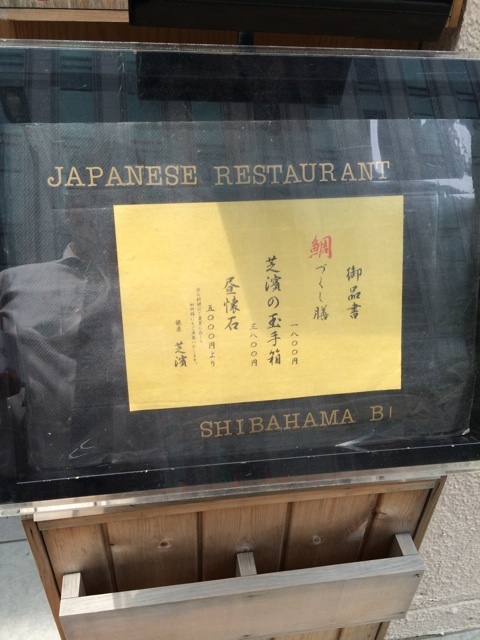 JAPANESE RESTAURANT
御品書
鯛づくし膳
一八〇〇円
芝濱の玉手箱
三八〇〇円
昼懐石
五〇〇〇円より
銀座 芝濱
SHIBAHAMA B